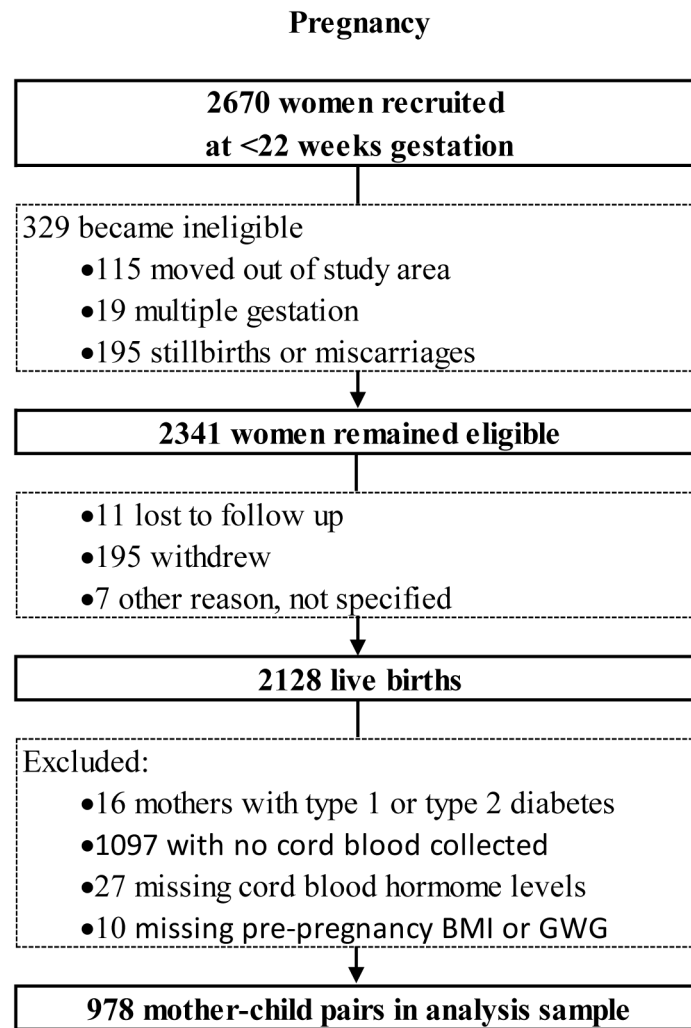 Pregnancy
2670 women recruited
at <22 weeks gestation
329 became ineligible
•115 moved out of study area
•19 multiple gestation
•195 stillbirths or miscarriages
2341 women remained eligible
•11 lost to follow up
•195 withdrew
•7 other reason, not specified
2128 live births
Excluded:
•16 mothers with type 1 or type 2 diabetes
•1097 with no cord blood collected
•27 missing cord blood hormome levels
•10 missing pre-pregnancy BMI or GWG
978 mother-child pairs in analysis sample